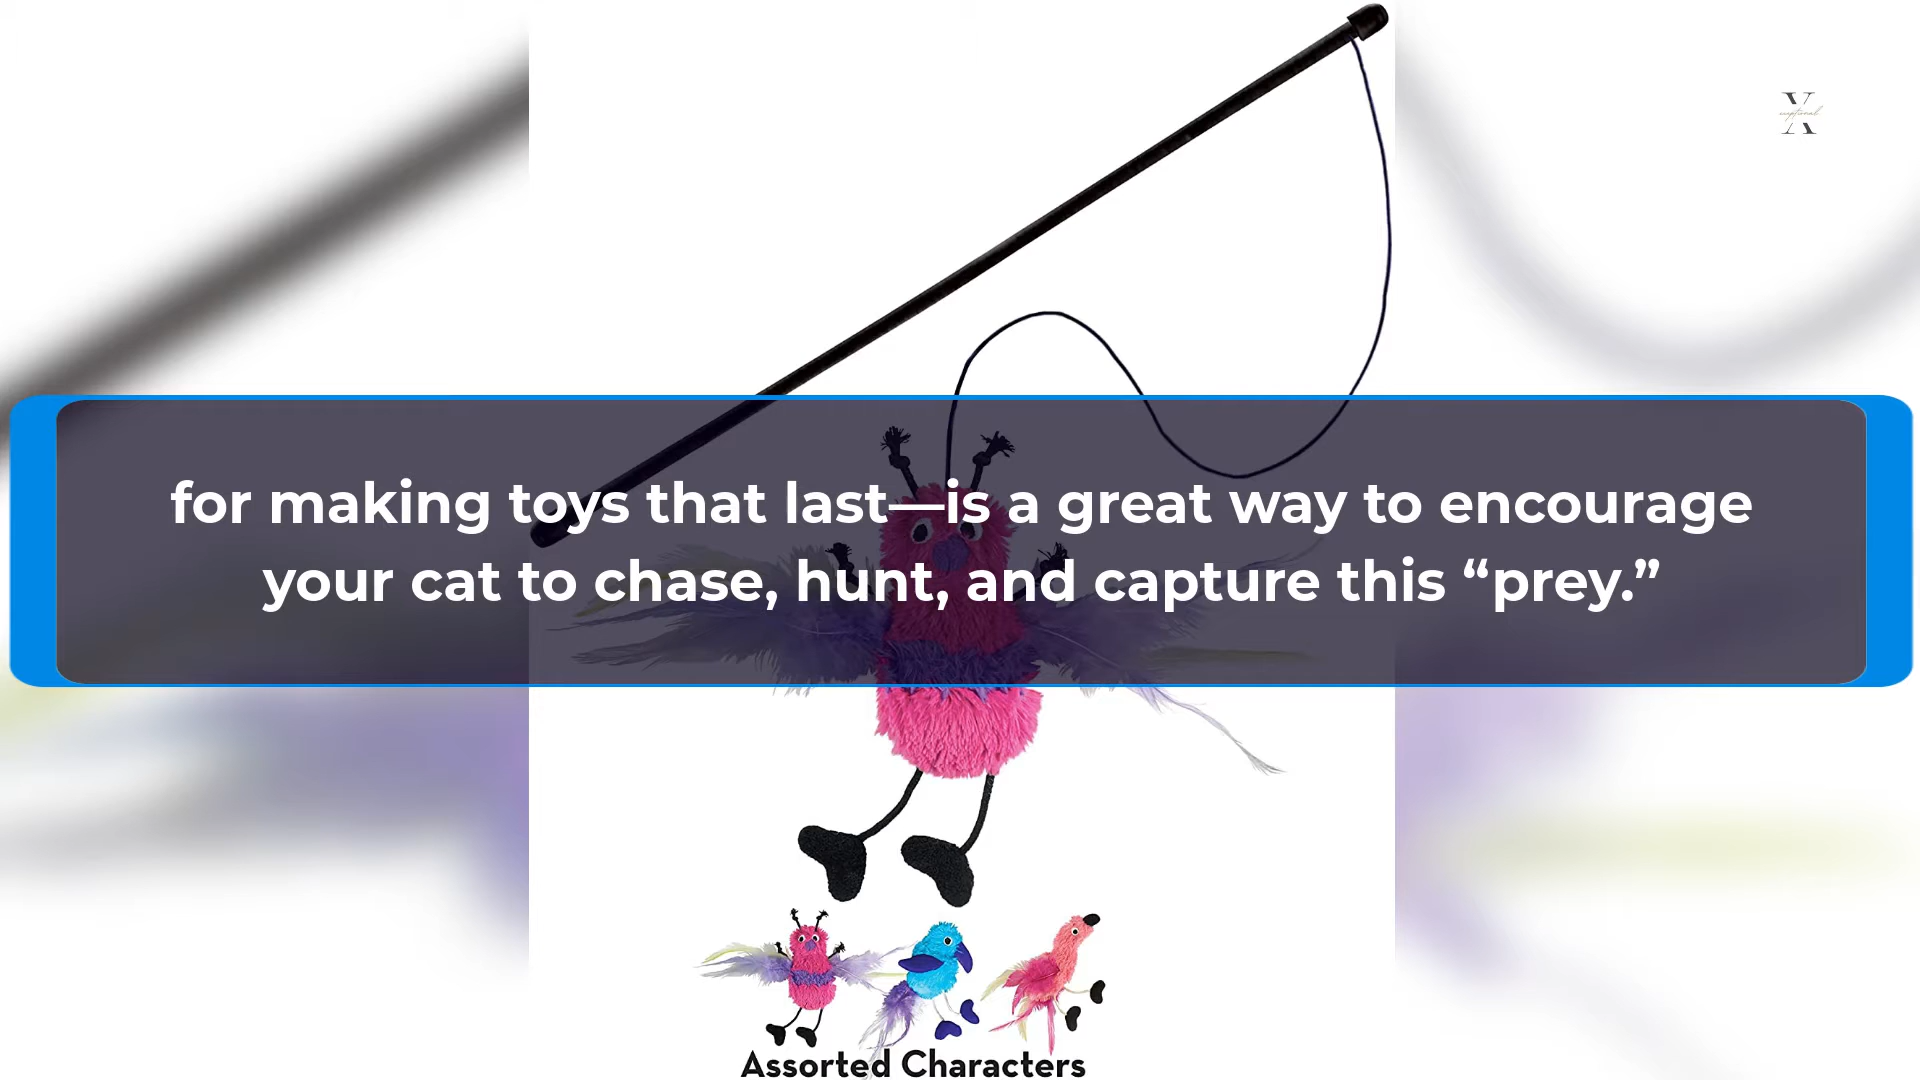 X
for making toys that last—is a great way to encourage
your cat to chase, hunt, and capture this “prey.”
Assorted Characters